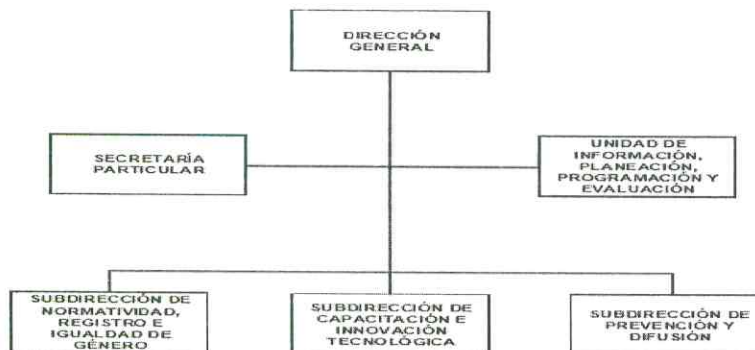 DIRECCIÓN
GENERAL
SECRETARÍA
PARTICULAR
UNIDAD DE
INFORMACIÓN,
PLANEACIÓN,
PROGRAMACIÓN Y
EVALUACIÓN
SUBDIRECCIÓN DE
NORMATIVIDAD,
REGISTRO E
IGUALDAD DE
GÉNERO
SUBDIRECCIÓN DE
CAPACITACIÓN E
INNOVACIÓN
TECNOLÓGICA
SUBDIRECCIÓN DE
PREVENCIÓN Y
DIFUSIÓN